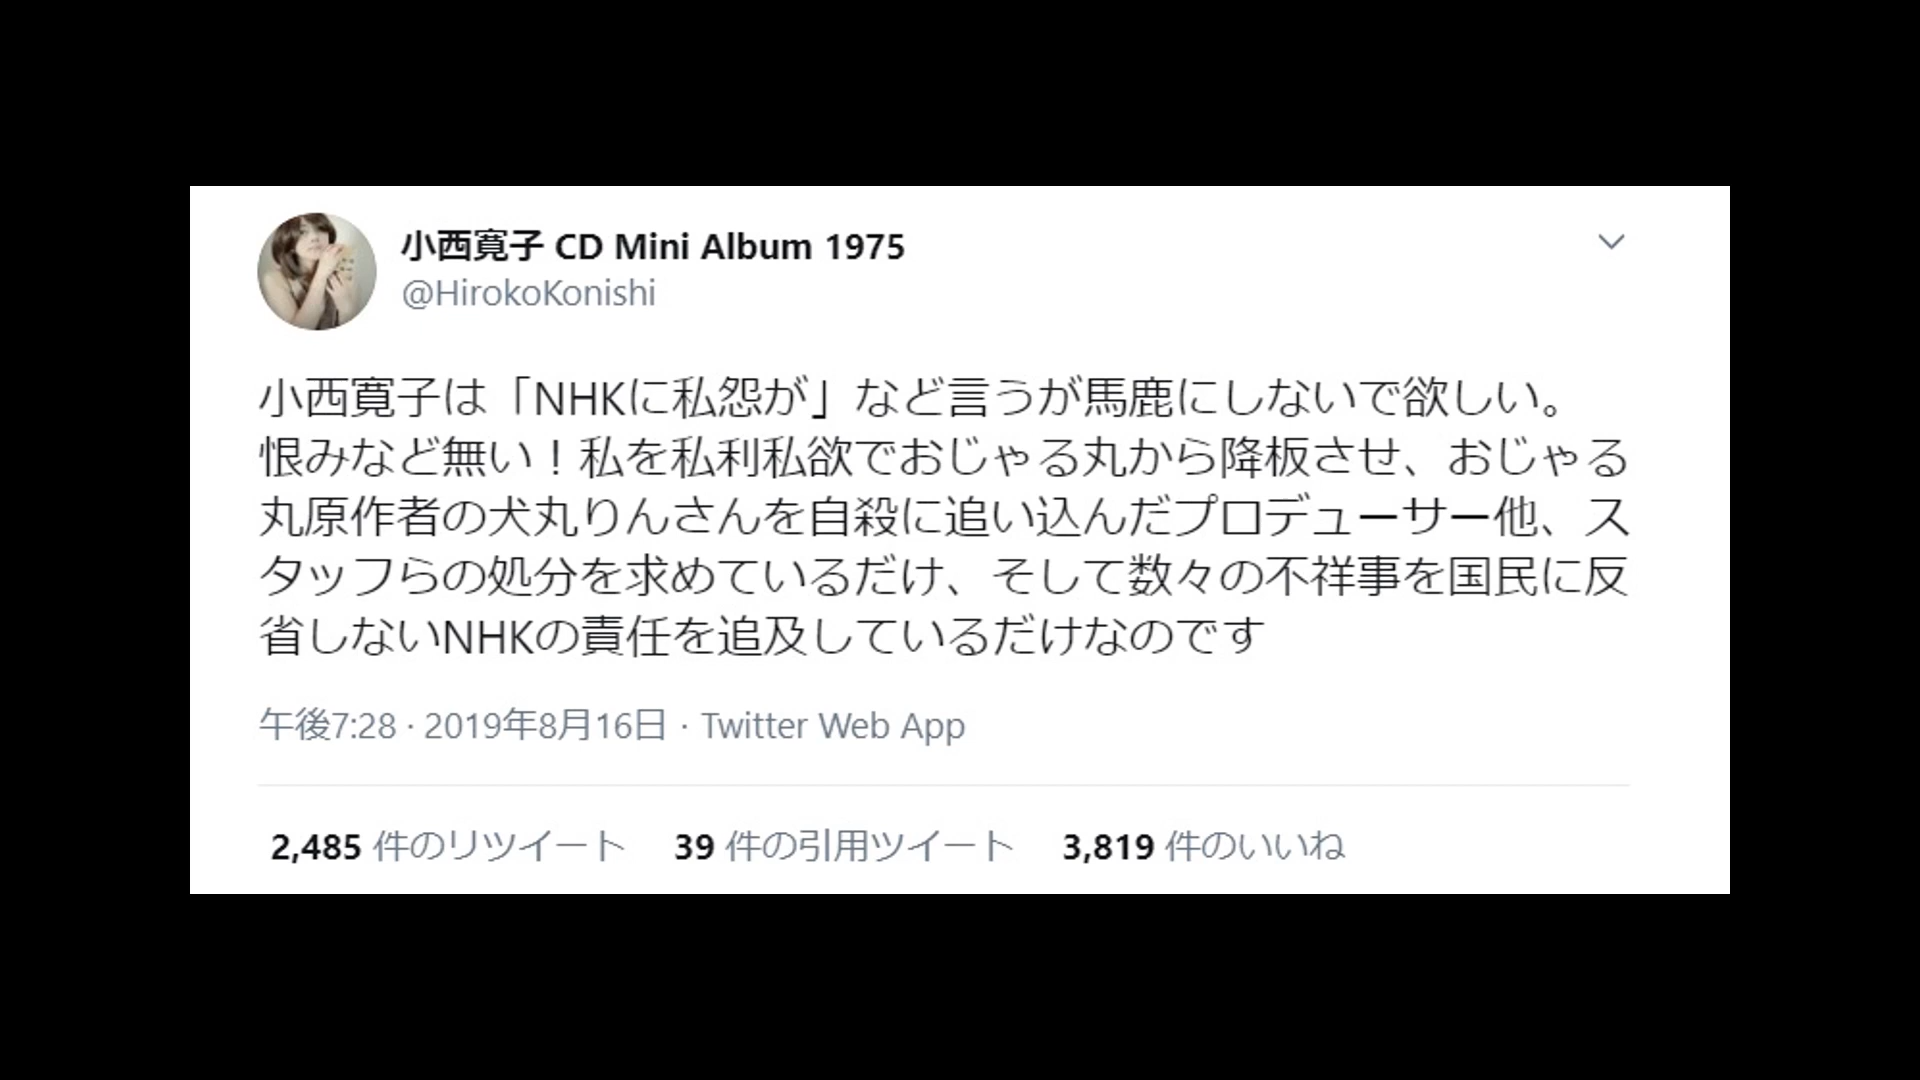 小西寛子 CD Mini Album 1975
@HirokoKonishi
小西寛子は「NHKに私怨が」など言うが馬鹿にしないで欲しい。
恨みなど無い！私を私利私欲でおじゃる丸から降板させ、おじゃる
丸原作者の犬丸りんさんを自殺に追い込んだプロデューサー他、ス
タッフらの処分を求めているだけ、そして数々の不祥事を国民に反
省しないNHKの責任を追及しているだけなのです
午後7:28 · 2019年8月16日 · Twitter Web App
2,485 件のリツイート 39 件の引用ツイート 3,819 件のいいね